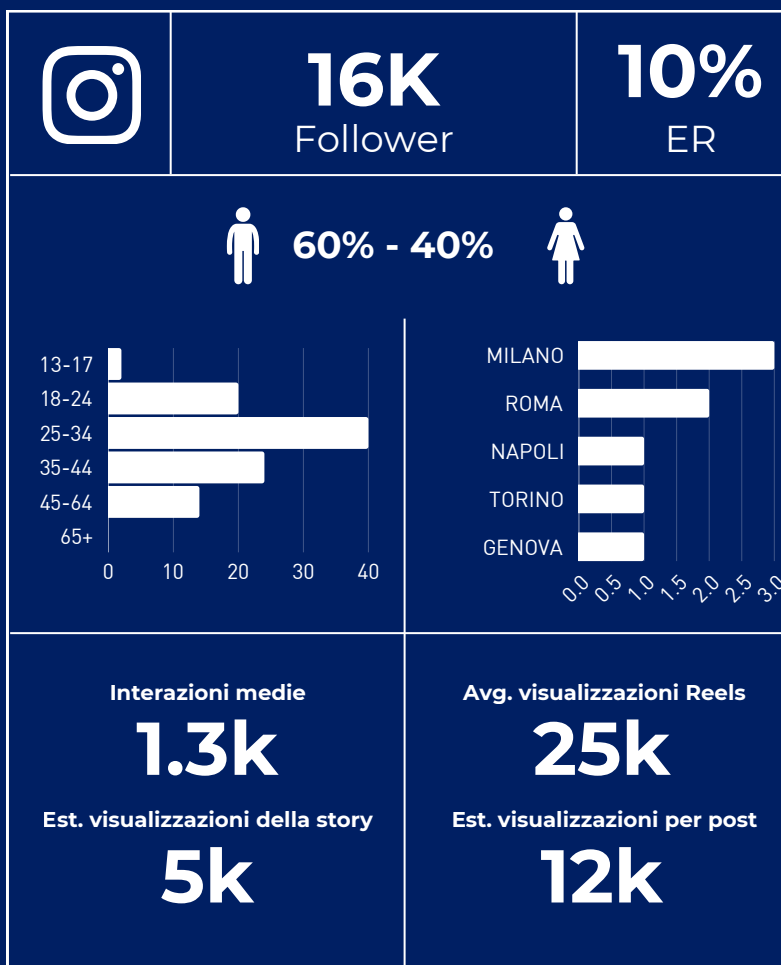 16K
Follower
10%
ER
60% - 40%
13-17
18-24
25-34
35-44
45-64
65+
0 10 20 30 40
MILANO
ROMA
NAPOLI
TORINO
GENOVA
0.0 0.5 1.0 1.5 2.0 2.5 3.0
Interazioni medie
1.3k
Est. visualizzazioni della story
5k
Avg. visualizzazioni Reels
25k
Est. visualizzazioni per post
12k